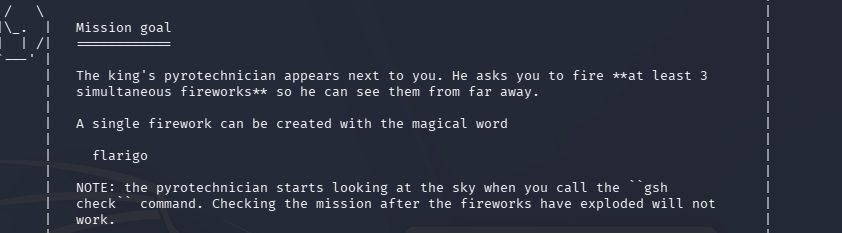 Mission goal
============
The king's pyrotechnician appears next to you. He asks you to fire **at least 3
simultaneous fireworks** so he can see them from far away.
A single firework can be created with the magical word
flarigo
NOTE: the pyrotechnician starts looking at the sky when you call the ``gsh
check`` command. Checking the mission after the fireworks have exploded will not
work.